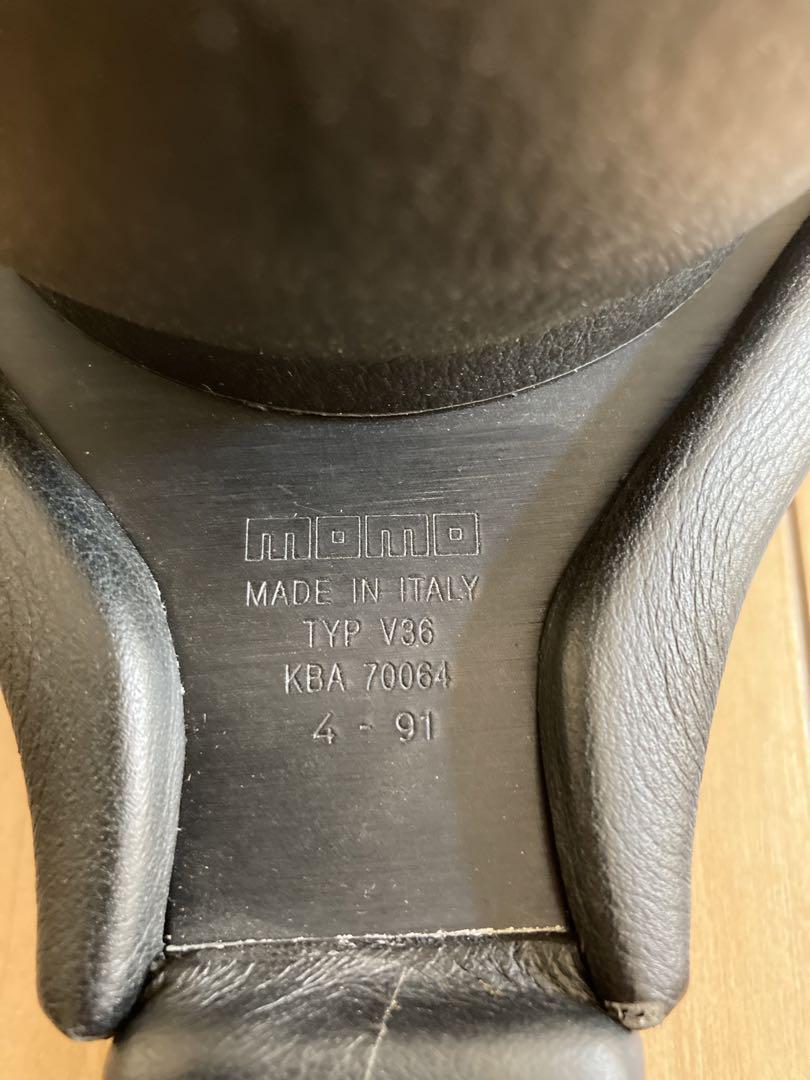 momo
MADE IN ITALY
TYP V36
KBA 70064
4 - 91